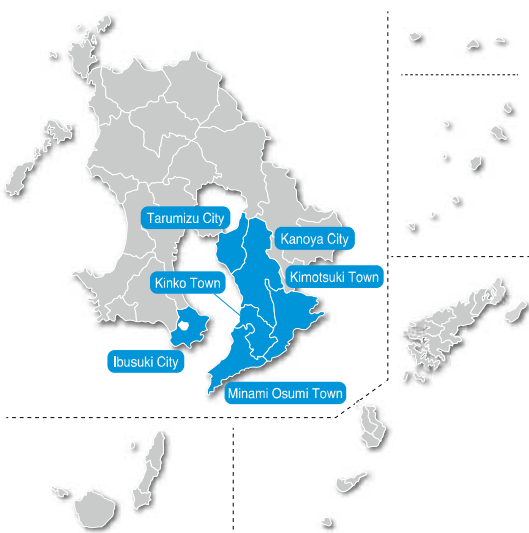 Tarumizu City
Kanoya City
Kimotsuki Town
Kinko Town
Ibusuki City
Minami Osumi Town